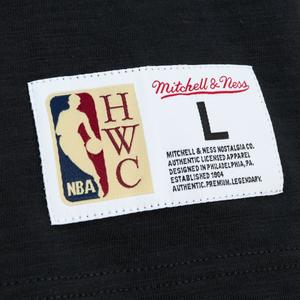 H
W
C
NBA
Mitchell & Ness
L
MITCHELL & NESS NOSTALGIA CO.
AUTHENTIC LICENSED APPAREL
DESIGNED IN PHILADELPHIA, PA.
ESTABLISHED 1904
AUTHENTIC.PREMIUM.LEGENDARY.